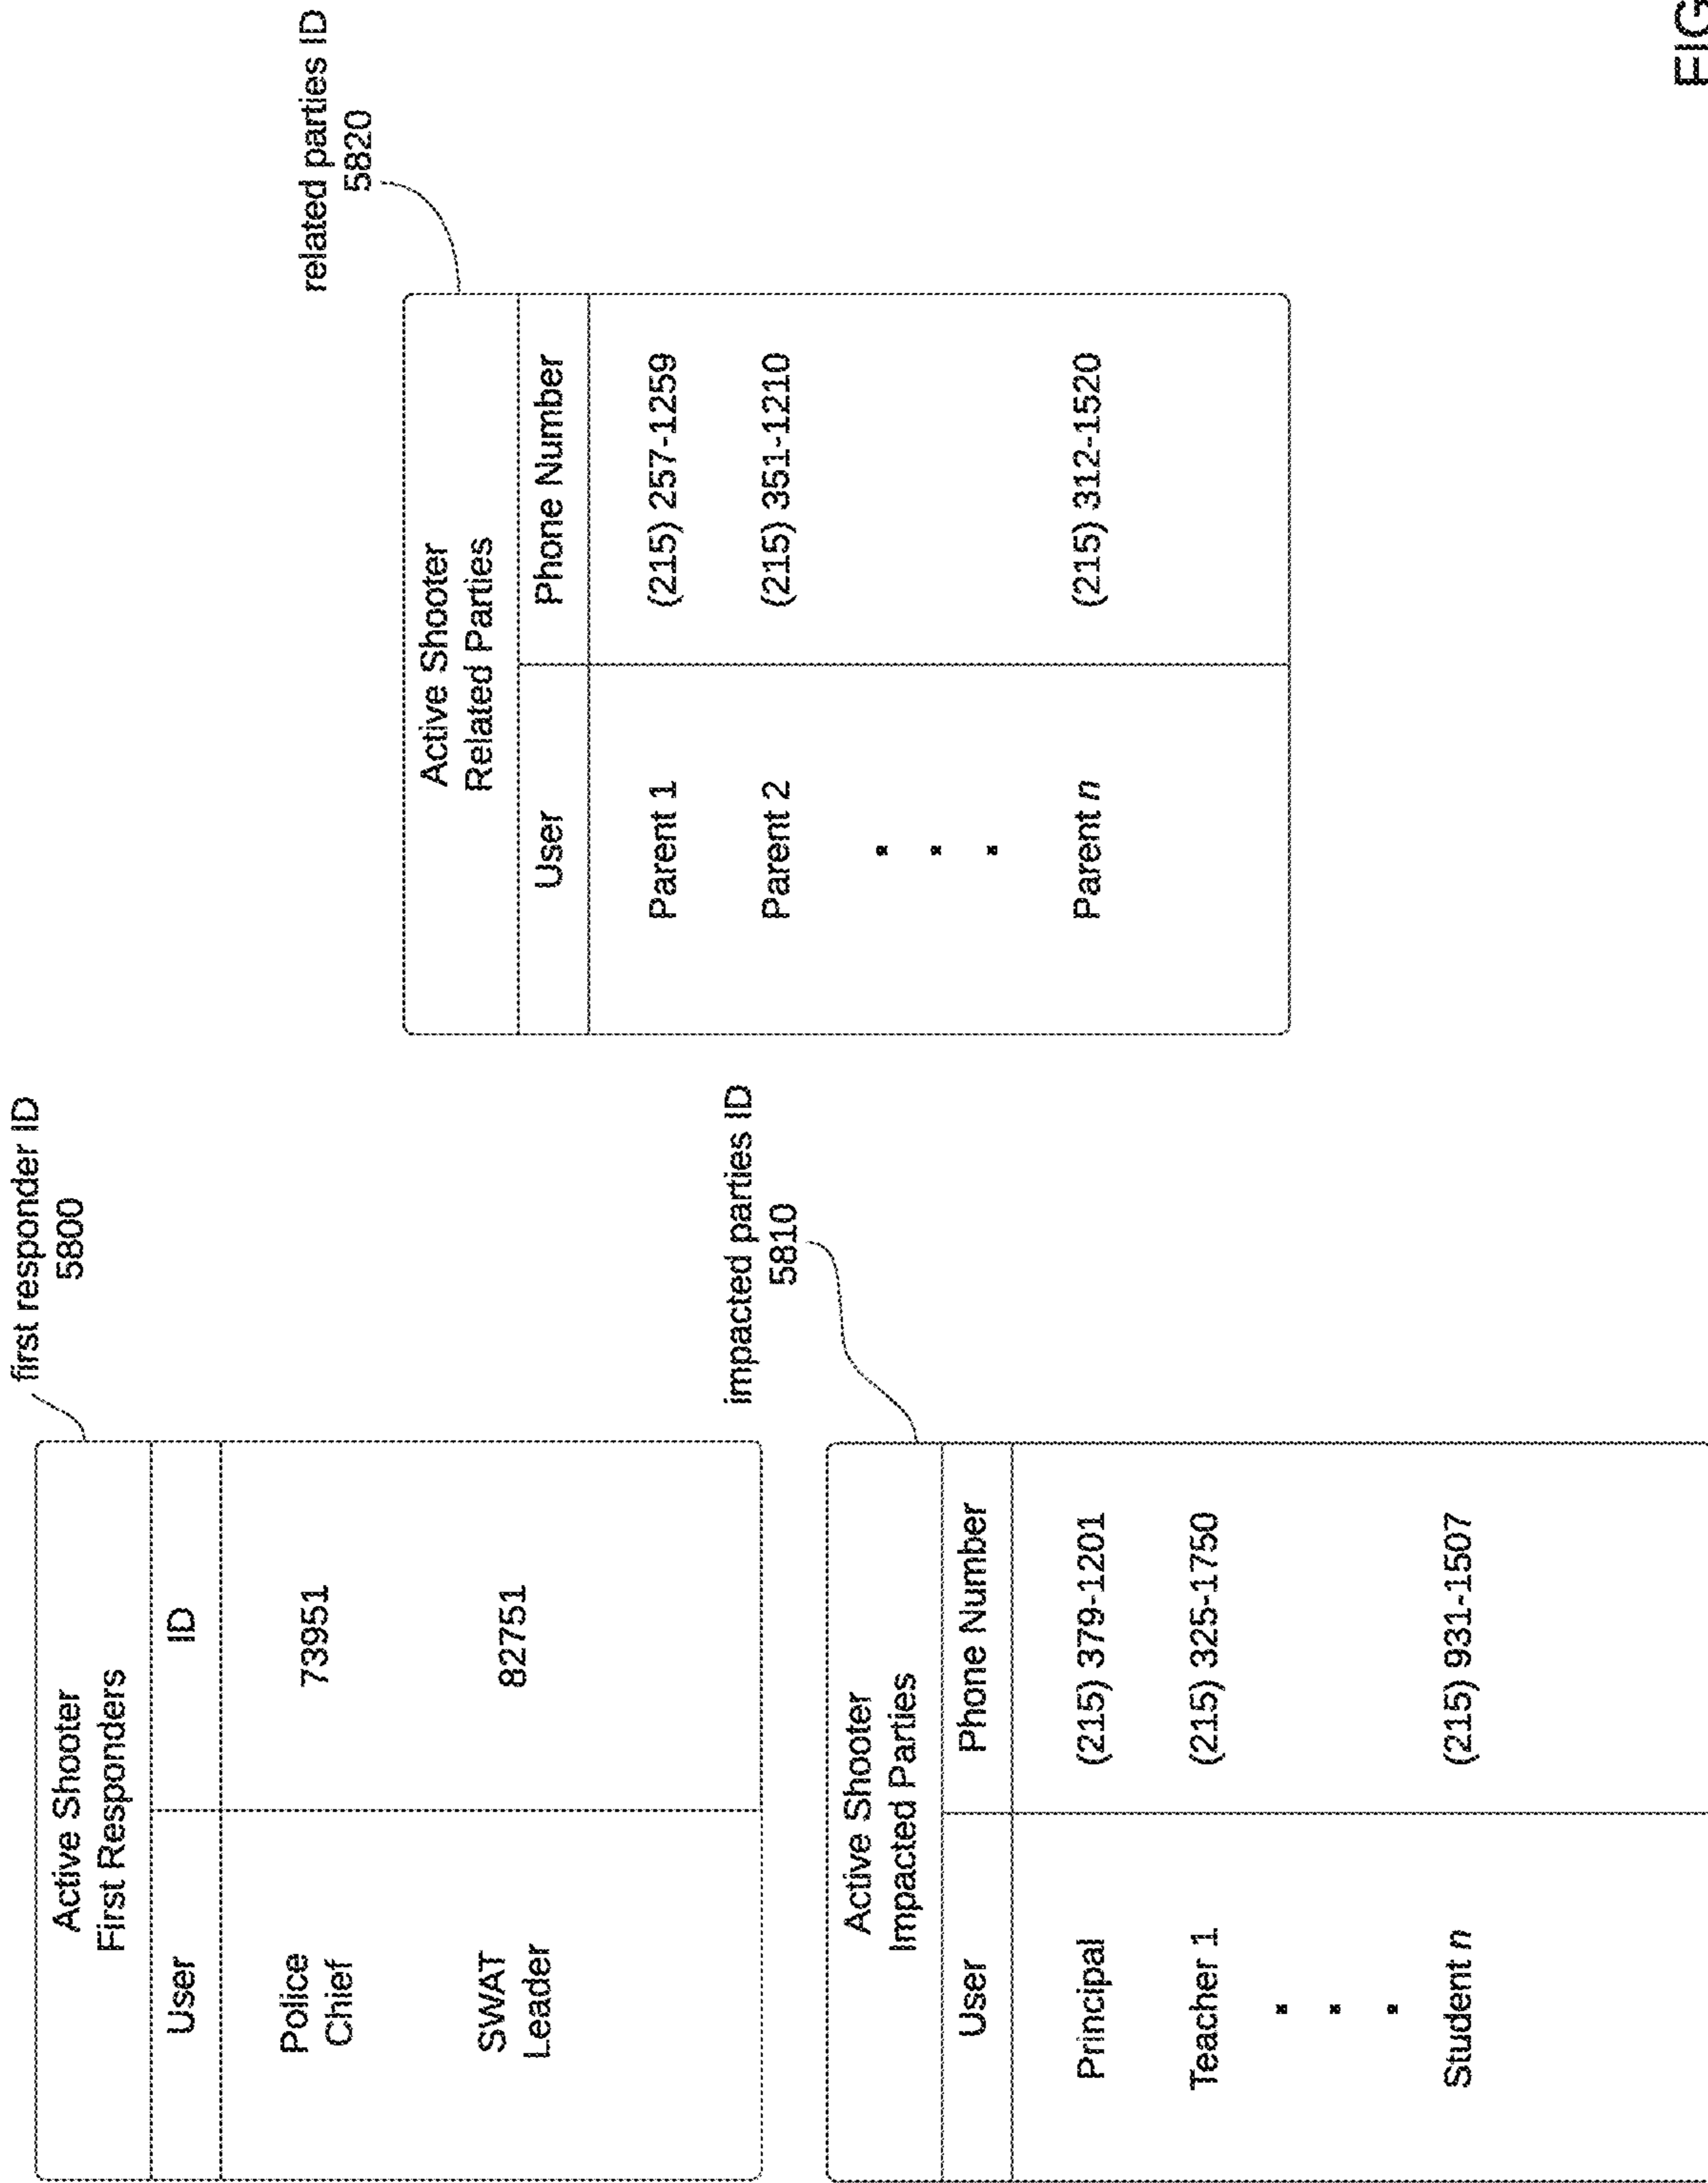 first responder ID
5800
Active Shooter
First Responders
User ID
Police
Chief
73951
SWAT
Leader
82751
impacted parties ID
5810
Active Shooter
Impacted Parties
User Phone Number
Principal (215) 379-1201
Teacher 1 (215) 325-1750
Student n (215) 931-1507
related parties ID
5820
Active Shooter
Related Parties
User Phone Number
Parent 1 (215) 257-1259
Parent 2 (215) 351-1210
Parent n (215) 312-1520
FIG